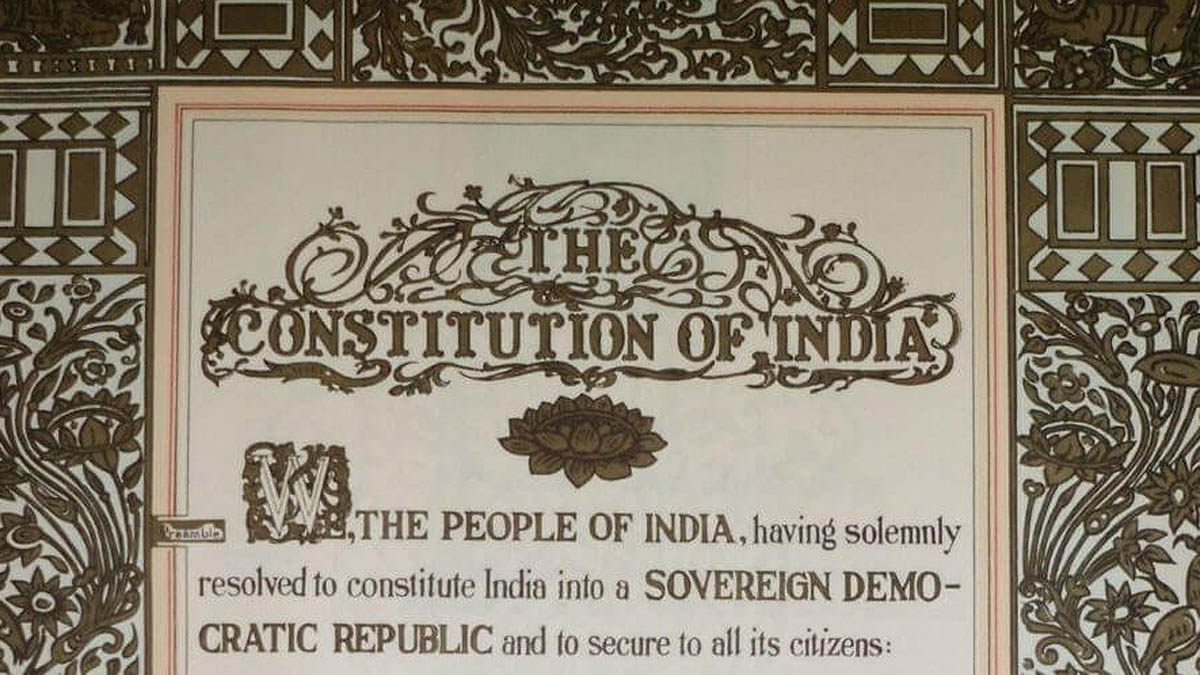 THE
CONSTITUTION OF INDIA
Preamble
WE, THE PEOPLE OF INDIA, having solemnly
resolved to constitute India into a SOVEREIGN DEMO-
CRATIC REPUBLIC and to secure to all its citizens: